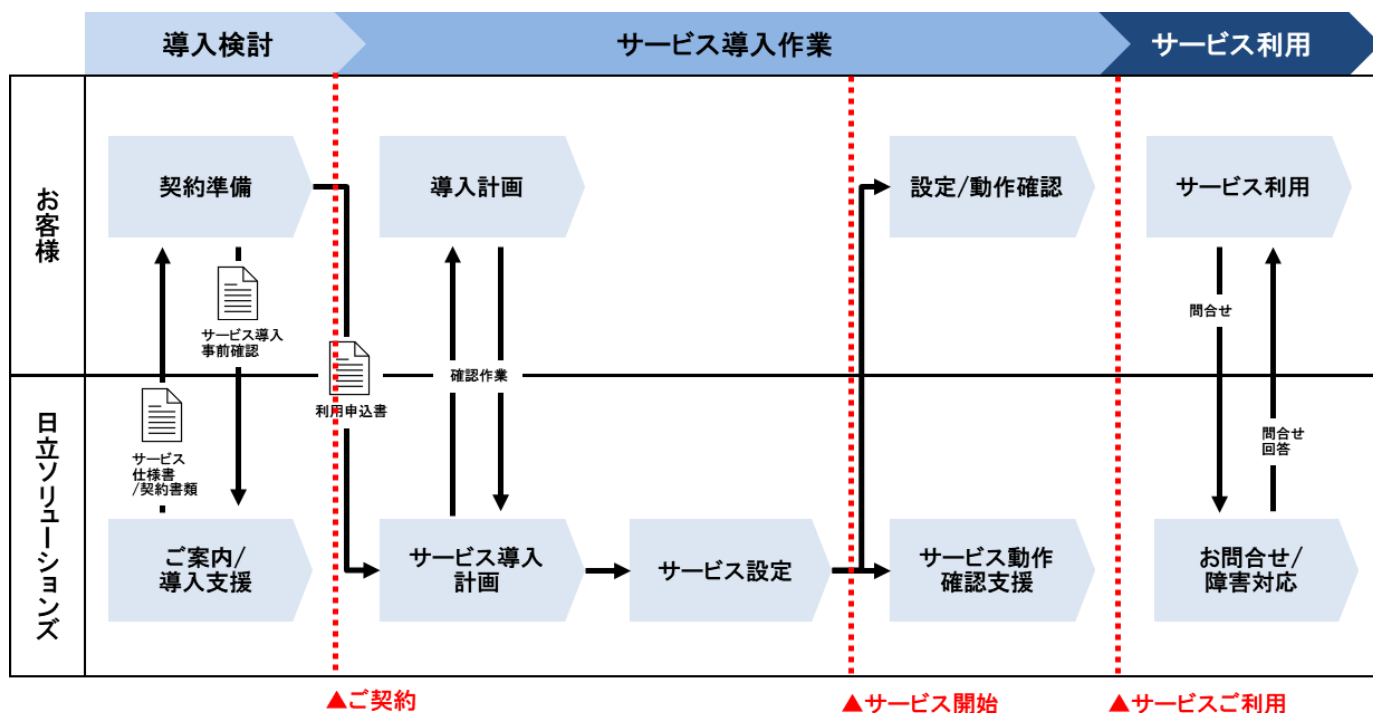 導入検討
サービス導入作業
サービス利用
お客様
契約準備
導入計画
設定/動作確認
サービス利用
サービス導入
事前確認
問合せ
利用申込書
確認作業
日立ソリューションズ
サービス
仕様書
/契約書類
問合せ
回答
ご案内/
導入支援
サービス導入
計画
サービス設定
サービス動作
確認支援
お問合せ/
障害対応
▲ご契約
▲サービス開始
▲サービスご利用